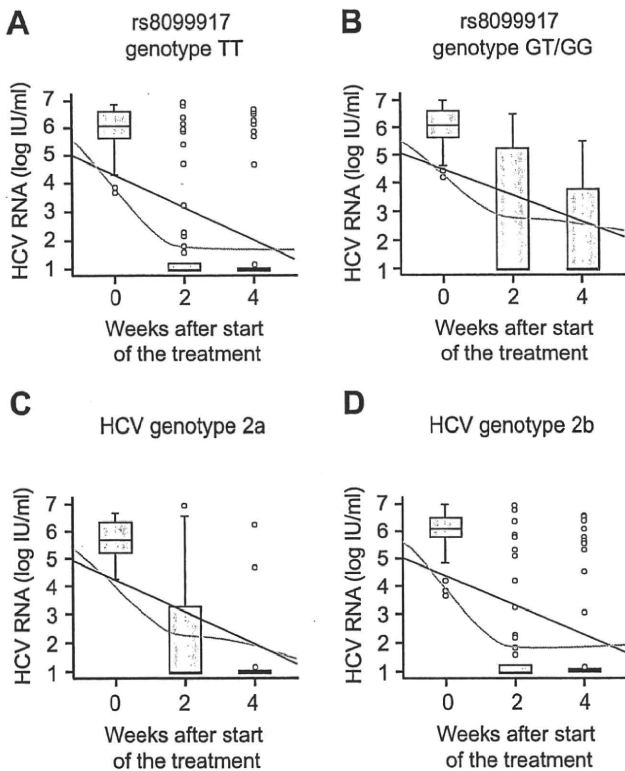 A
rs8099917
genotype TT
HCV RNA (log IU/ml)
7
6
5
4
3
2
1
0 2 4
Weeks after start
of the treatment
B
rs8099917
genotype GT/GG
HCV RNA (log IU/ml)
7
6
5
4
3
2
1
0 2 4
Weeks after start
of the treatment
C
HCV genotype 2a
HCV RNA (log IU/ml)
7
6
5
4
3
2
1
0 2 4
Weeks after start
of the treatment
D
HCV genotype 2b
HCV RNA (log IU/ml)
7
6
5
4
3
2
1
0 2 4
Weeks after start
of the treatment